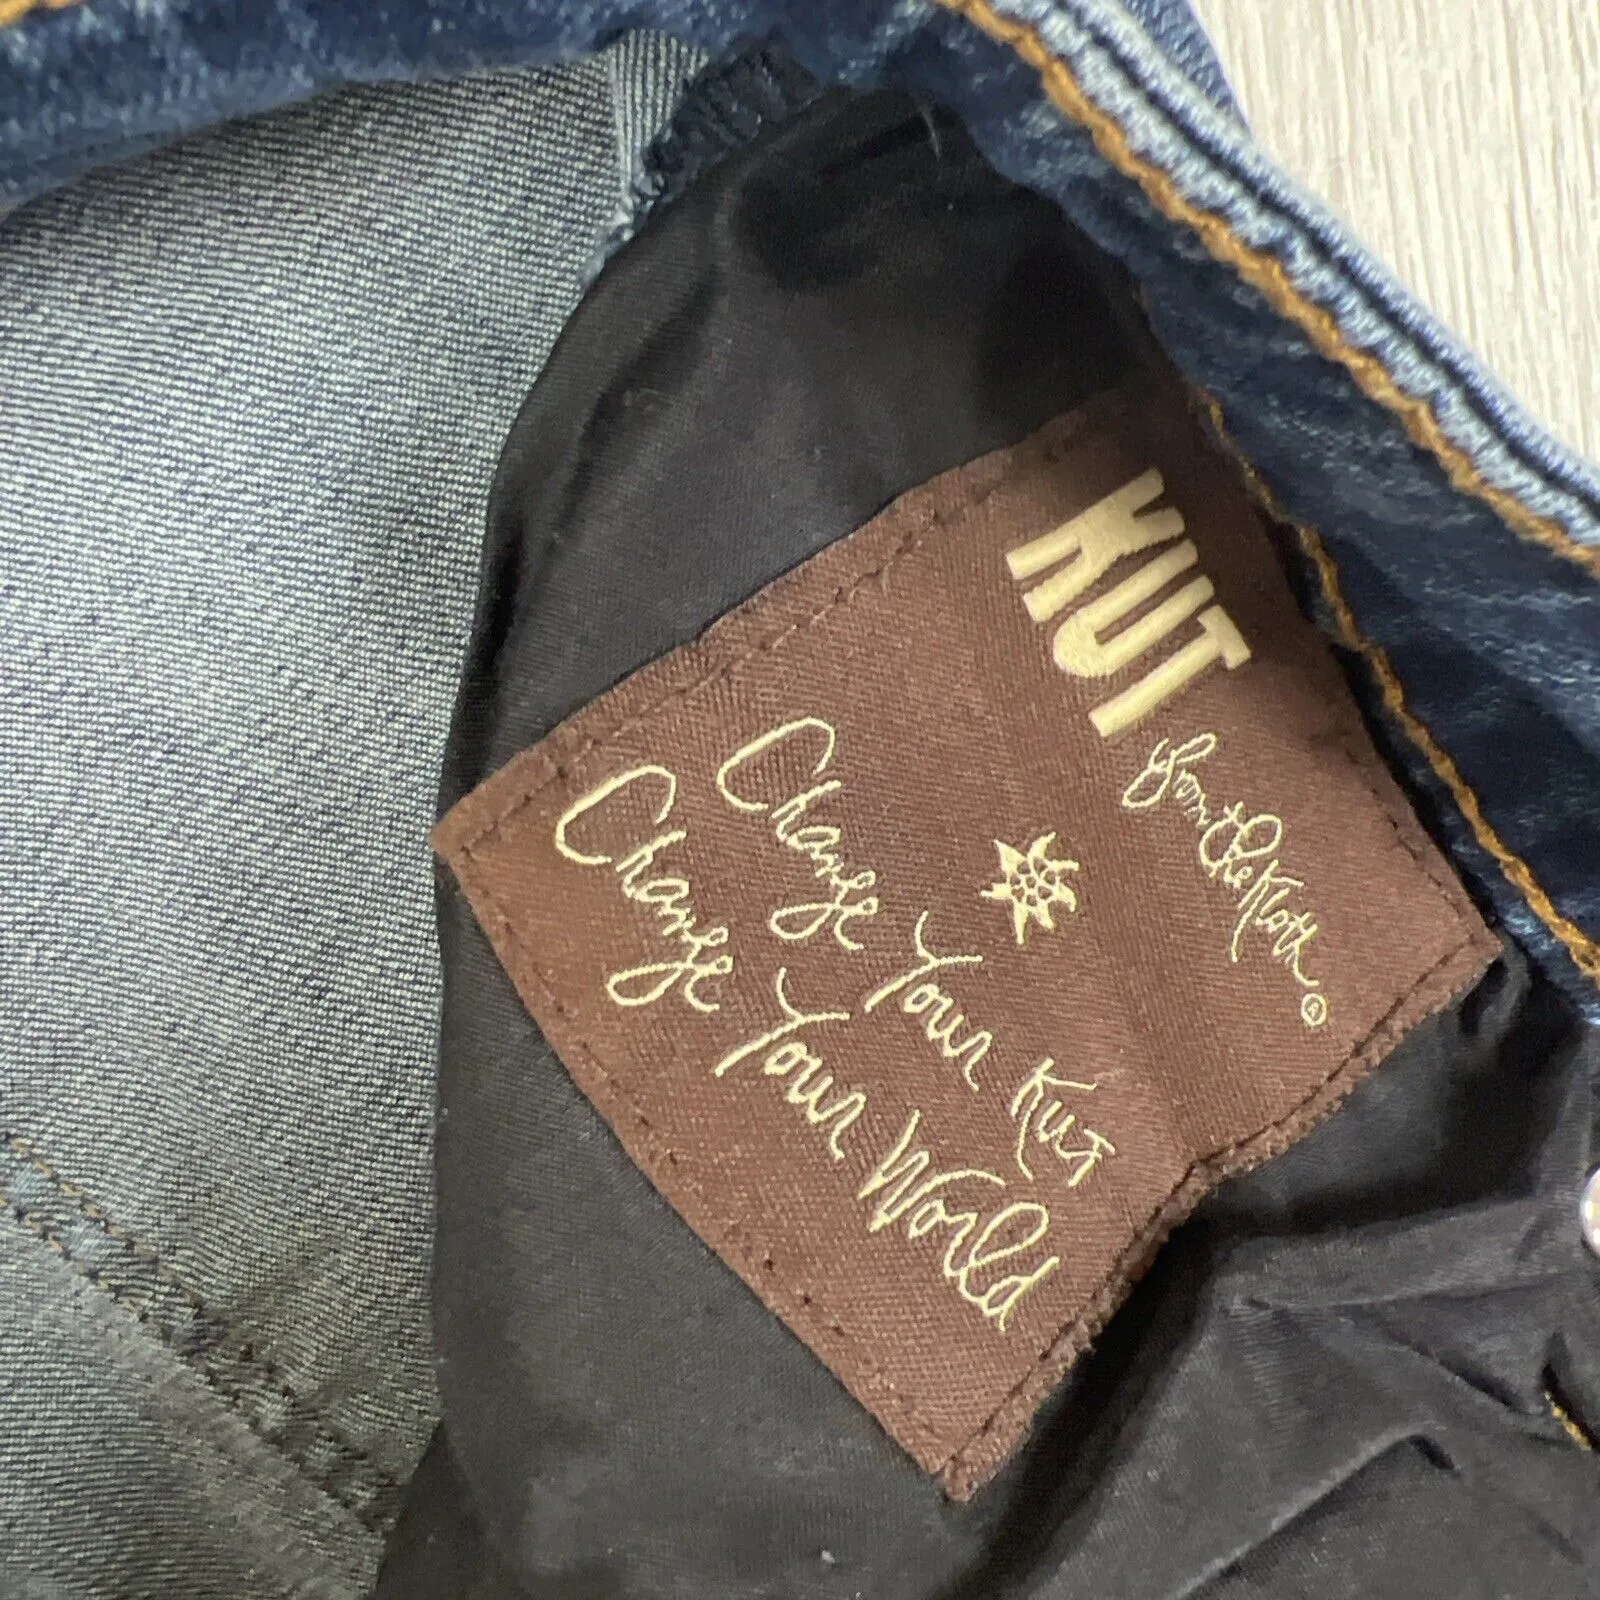 KUT
from the Kloth®
Change Your Kut
Change Your World